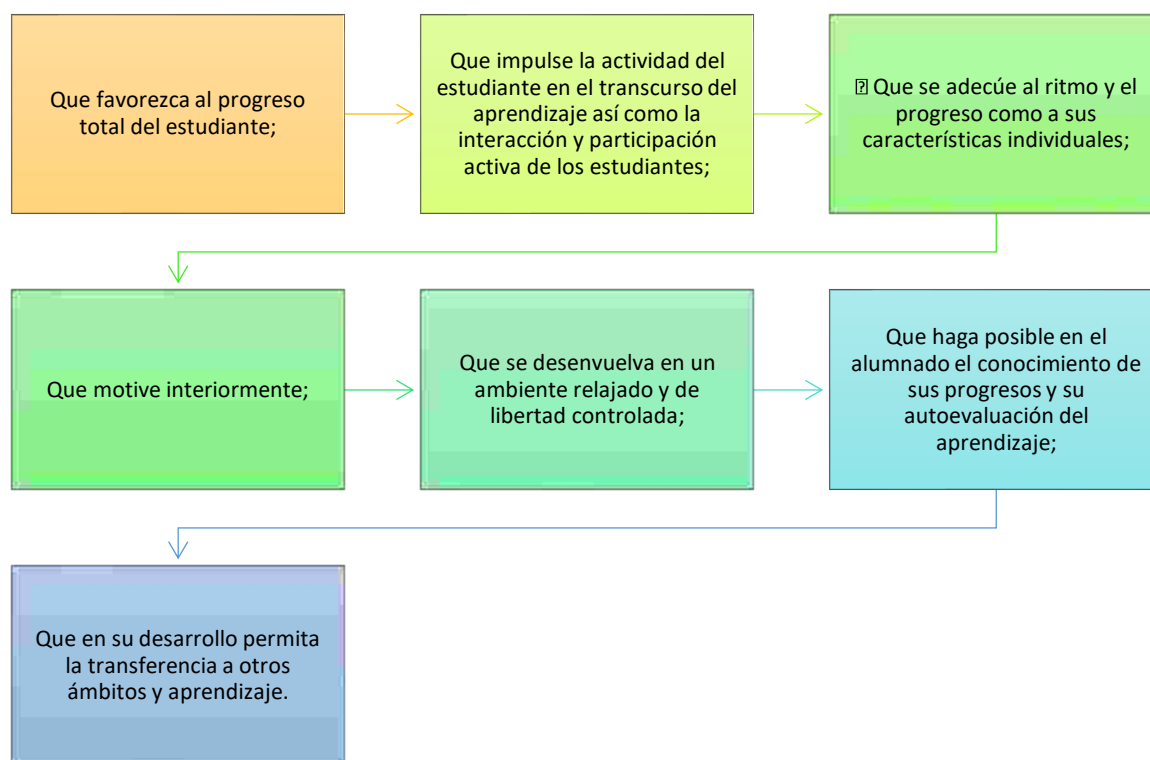 Que favorezca al progreso
total del estudiante;
Que impulse la actividad del
estudiante en el transcurso del
aprendizaje así como la
interacción y participación
activa de los estudiantes;
Que se adecúe al ritmo y el
progreso como a sus
características individuales;
Que motive interiormente;
Que se desenvuelva en un
ambiente relajado y de
libertad controlada;
Que haga posible en el
alumnado el conocimiento de
sus progresos y su
autoevaluación del
aprendizaje;
Que en su desarrollo permita
la transferencia a otros
ámbitos y aprendizaje.